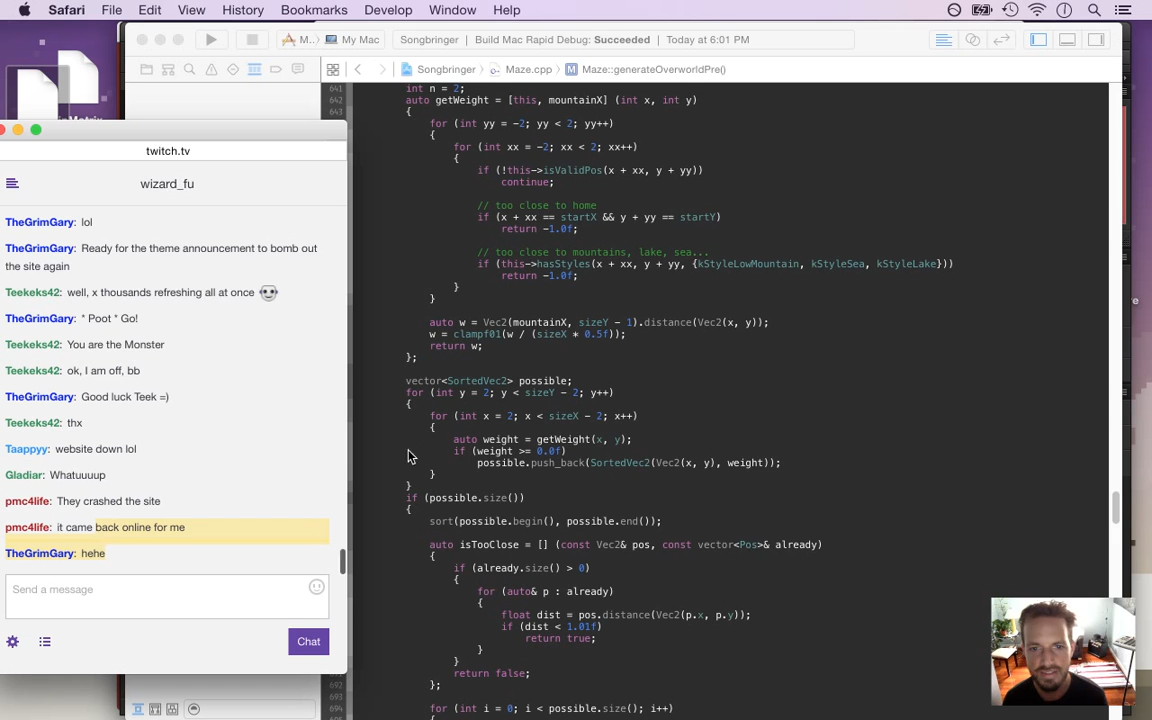 Safari File Edit View History Bookmarks Develop Window Help
M... My Mac
Songbringer | Build Mac Rapid Debug: Succeeded | Today at 6:01 PM
Songbringer Maze.cpp M Maze::generateOverworldPre()
twitch.tv
wizard_fu
TheGrimGary: lol
TheGrimGary: Ready for the theme announcement to bomb out
the site again
Teekeks42: well, x thousands refreshing all at once
TheGrimGary: * Poot * Go!
Teekeks42: You are the Monster
Teekeks42: ok, I am off, bb
TheGrimGary: Good luck Teek =)
Teekeks42: thx
Taappyy: website down lol
Gladiar: Whatuuuup
pmc4life: They crashed the site
pmc4life: it came back online for me
TheGrimGary: hehe
Send a message
Chat
641 int n = 2;
642 auto getWeight = [this, mountainX] (int x, int y)
643 {
for (int yy = -2; yy < 2; yy++)
{
for (int xx = -2; xx < 2; xx++)
{
if (!this->isValidPos(x + xx, y + yy))
continue;
// too close to home
if (x + xx == startX && y + yy == startY)
return -1.0f;
// too close to mountains, lake, sea...
if (this->hasStyles(x + xx, y + yy, {kStyleLowMountain, kStyleSea, kStyleLake}))
return -1.0f;
}
}
auto w = Vec2(mountainX, sizeY - 1).distance(Vec2(x, y));
w = clampf01(w / (sizeX * 0.5f));
return w;
};
vector<SortedVec2> possible;
for (int y = 2; y < sizeY - 2; y++)
{
for (int x = 2; x < sizeX - 2; x++)
{
auto weight = getWeight(x, y);
if (weight >= 0.0f)
possible.push_back(SortedVec2(Vec2(x, y), weight));
}
}
if (possible.size())
{
sort(possible.begin(), possible.end());
auto isTooClose = [] (const Vec2& pos, const vector<Pos>& already)
{
if (already.size() > 0)
{
for (auto& p : already)
{
float dist = pos.distance(Vec2(p.x, p.y));
if (dist < 1.01f)
return true;
}
}
return false;
692 };
693
694 for (int i = 0; i < possible.size(); i++)